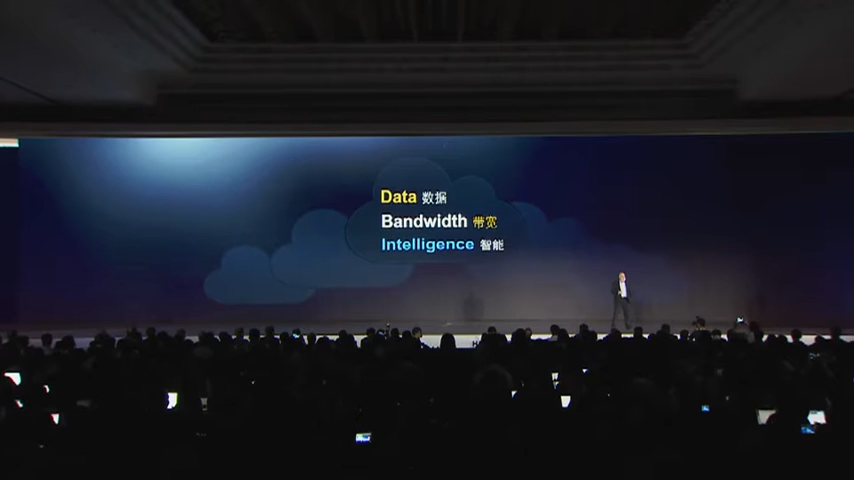 Data 数据
Bandwidth 带宽
Intelligence 智能